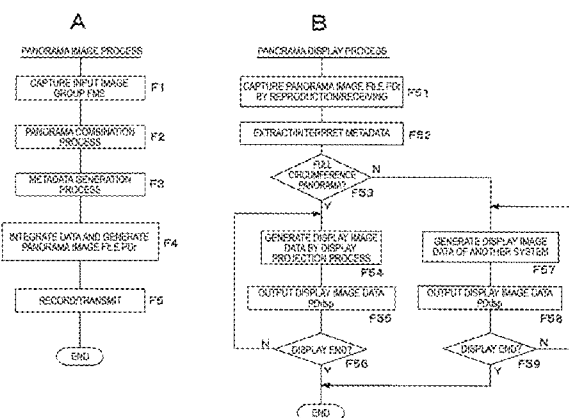 A
PANORAMA IMAGE PROCESS
CAPTURE INPUT IMAGE
GROUP FMS
F1
PANORAMA COMBINATION
PROCESS
F2
METADATA GENERATION
PROCESS
F3
INTEGRATE DATA AND GENERATE
PANORAMA IMAGE FILE PDr
F4
RECORD/TRANSMIT
F5
END
B
PANORAMA DISPLAY PROCESS
CAPTURE PANORAMA IMAGE FILE PDr
BY REPRODUCTION/RECEIVING
F51
EXTRACT/INTERPRET METADATA
F52
FULL
CIRCUMFERENCE
PANORAMA?
F53
N
Y
GENERATE DISPLAY IMAGE
DATA BY DISPLAY
PROJECTION PROCESS
F54
OUTPUT DISPLAY IMAGE DATA
PDisp
F55
DISPLAY END?
F56
N
Y
GENERATE DISPLAY IMAGE
DATA OF ANOTHER SYSTEM
F57
OUTPUT DISPLAY IMAGE DATA
PDisp
F58
DISPLAY END?
F59
N
Y
END